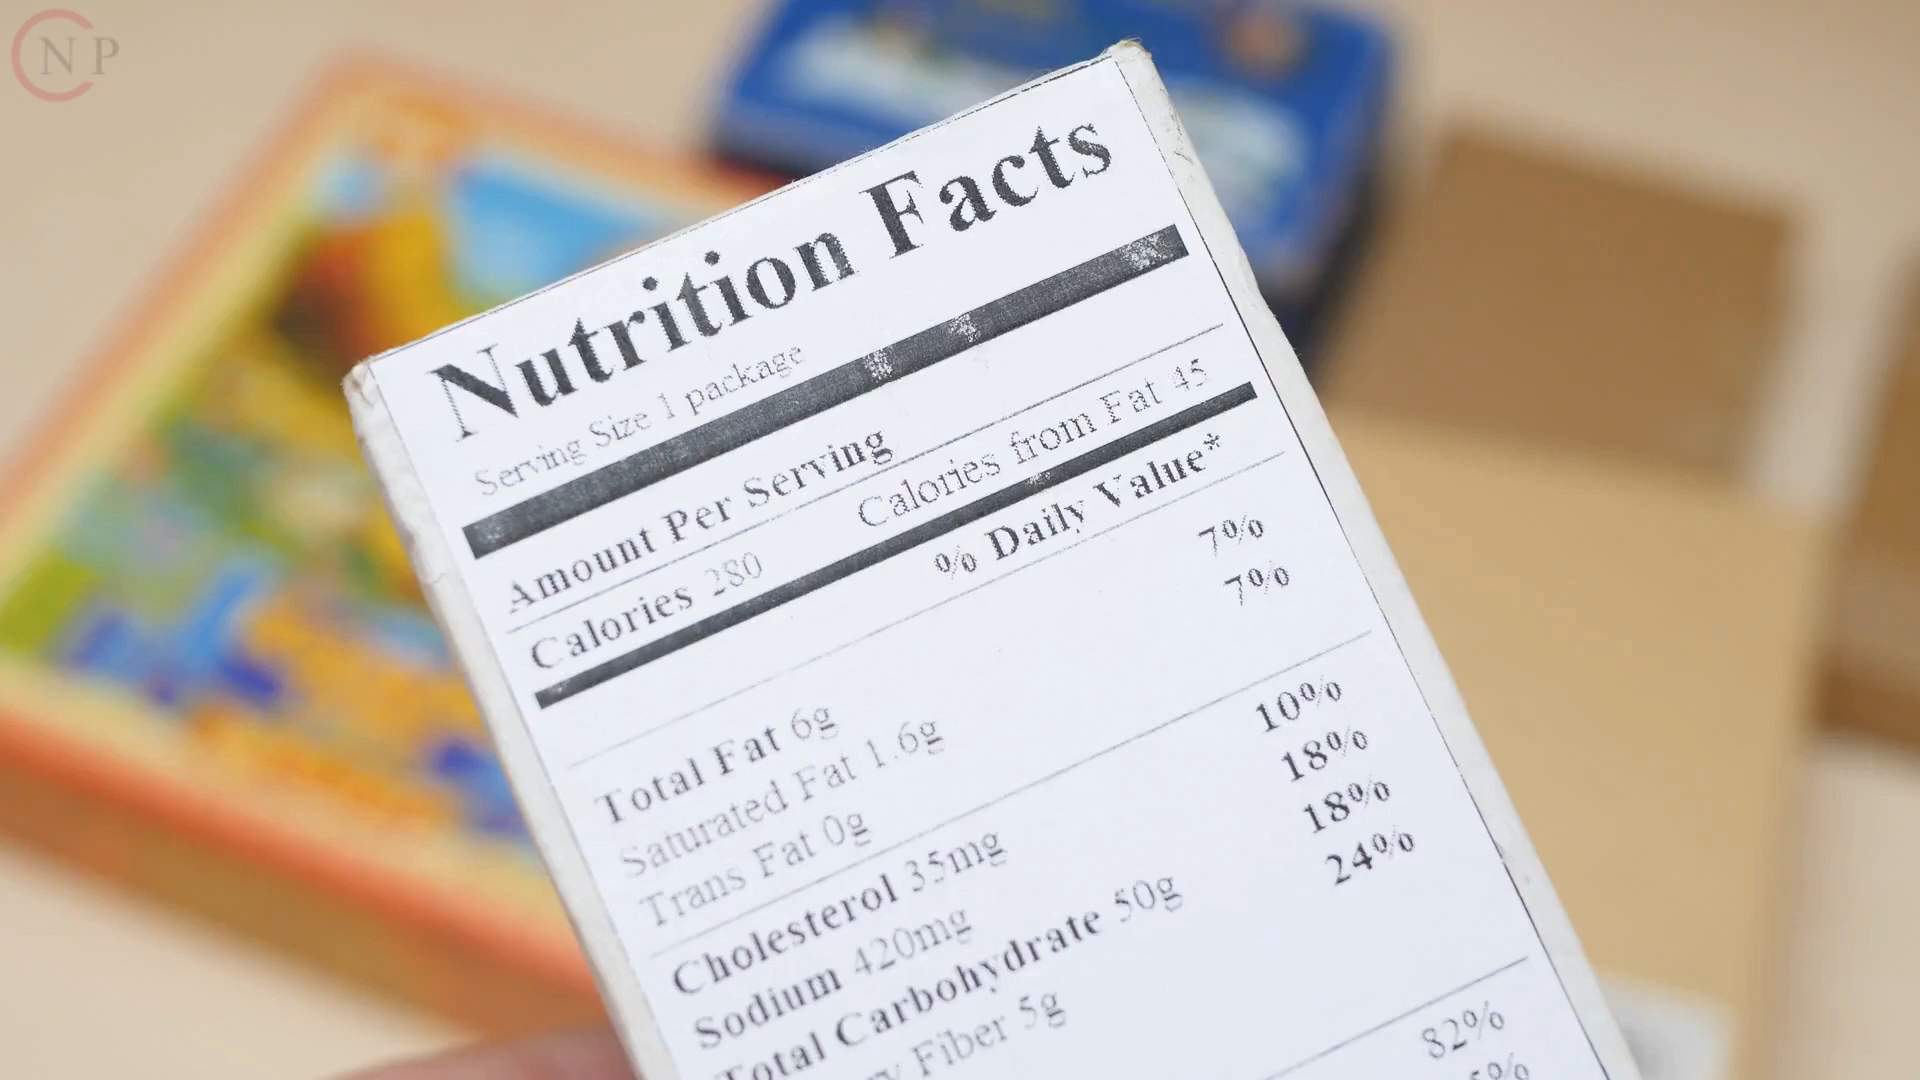 NP
Nutrition Facts
Serving Size 1 package
Amount Per Serving
Calories 280 Calories from Fat 45
% Daily Value*
Total Fat 6g 7%
Saturated Fat 1.6g 7%
Trans Fat 0g
Cholesterol 35mg 10%
Sodium 420mg 18%
Total Carbohydrate 50g 18%
Fiber 5g 24%
82%